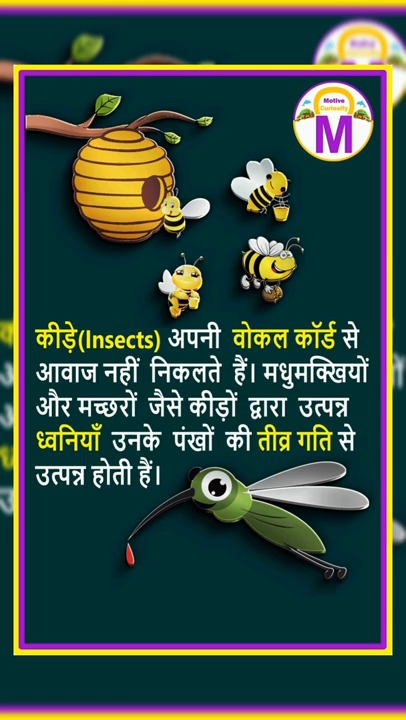 Motive
Curiosity
M
कीड़े(Insects) अपनी वोकल कॉर्ड से
आवाज नहीं निकलते हैं। मधुमक्खियों
और मच्छरों जैसे कीड़ों द्वारा उत्पन्न
ध्वनियाँ उनके पंखों की तीव्र गति से
उत्पन्न होती हैं।